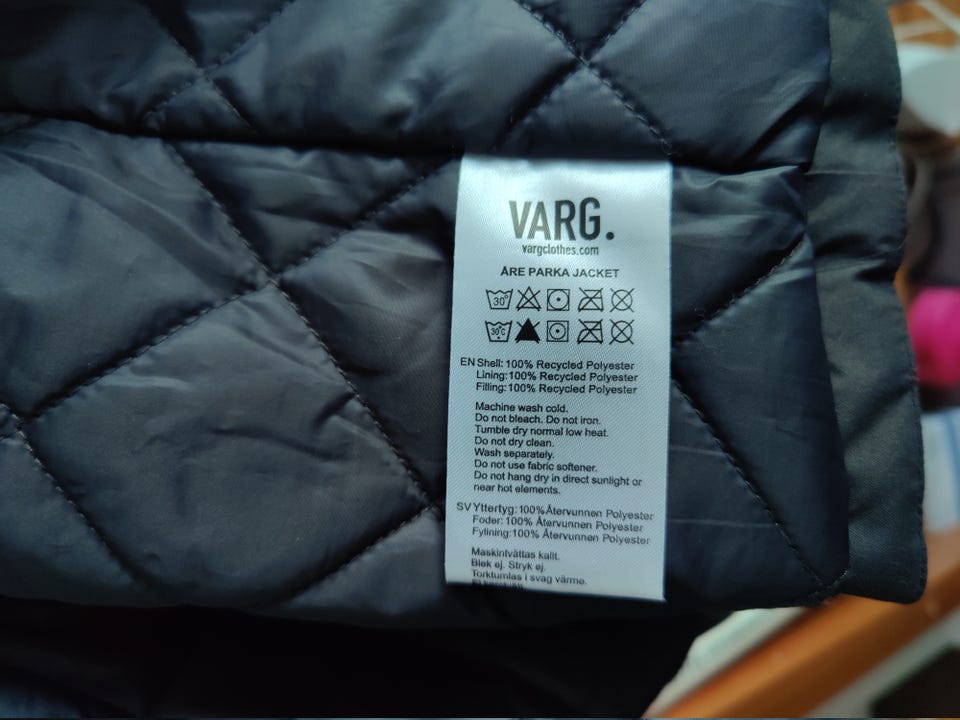 VARG.
vargclothes.com
ÅRE PARKA JACKET
30°
30°C
EN Shell: 100% Recycled Polyester
Lining: 100% Recycled Polyester
Filling: 100% Recycled Polyester
Machine wash cold.
Do not bleach. Do not iron.
Tumble dry normal low heat.
Do not dry clean.
Wash separately.
Do not use fabric softener.
Do not hang dry in direct sunlight or
near hot elements.
SV Yttertyg: 100% Återvunnen Polyester
Foder: 100% Återvunnen Polyester
Fyllning: 100% Återvunnen Polyester
Maskintvättas kallt.
Blek ej. Stryk ej.
Torktumlas i svag värme.